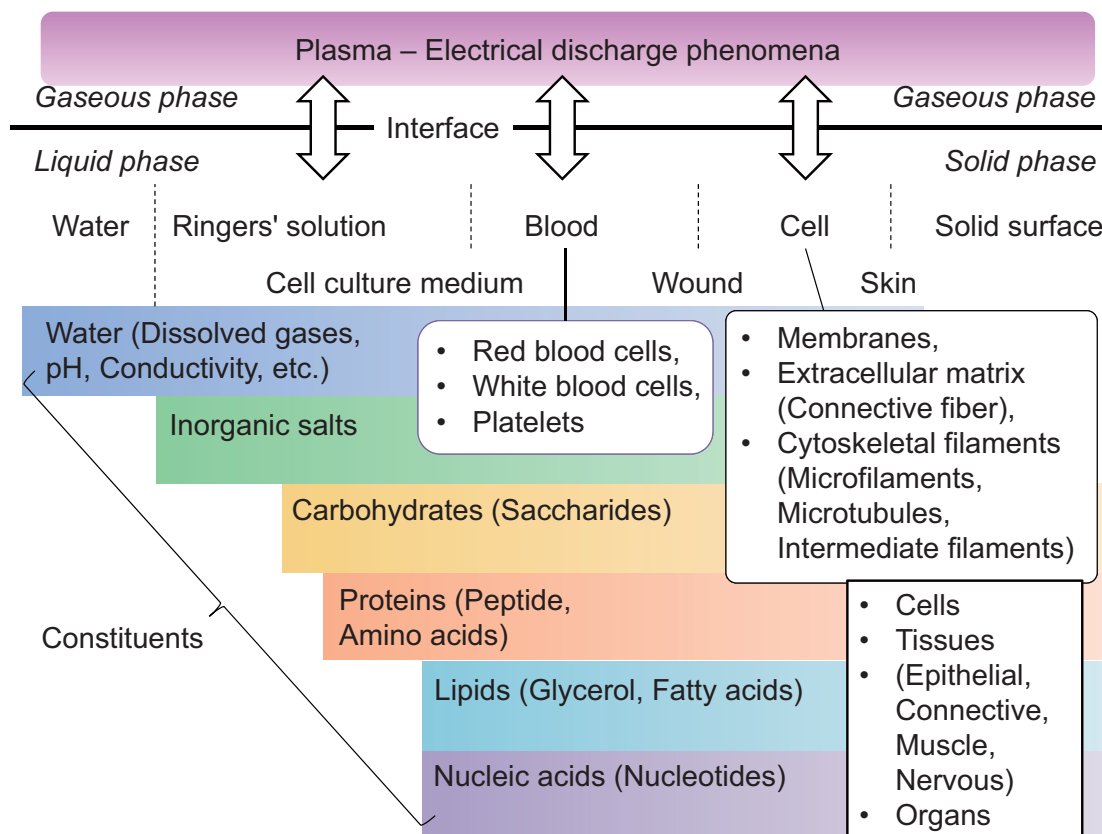 Plasma – Electrical discharge phenomena
Gaseous phase
Gaseous phase
Interface
Liquid phase
Solid phase
Water
Ringers' solution
Blood
Cell
Solid surface
Cell culture medium
Wound
Skin
Water (Dissolved gases,
pH, Conductivity, etc.)
• Red blood cells,
• White blood cells,
• Platelets
• Membranes,
• Extracellular matrix
(Connective fiber),
• Cytoskeletal filaments
(Microfilaments,
Microtubules,
Intermediate filaments)
Inorganic salts
Carbohydrates (Saccharides)
Proteins (Peptide,
Amino acids)
Constituents
Lipids (Glycerol, Fatty acids)
Nucleic acids (Nucleotides)
• Cells
• Tissues
• (Epithelial,
Connective,
Muscle,
Nervous)
• Organs